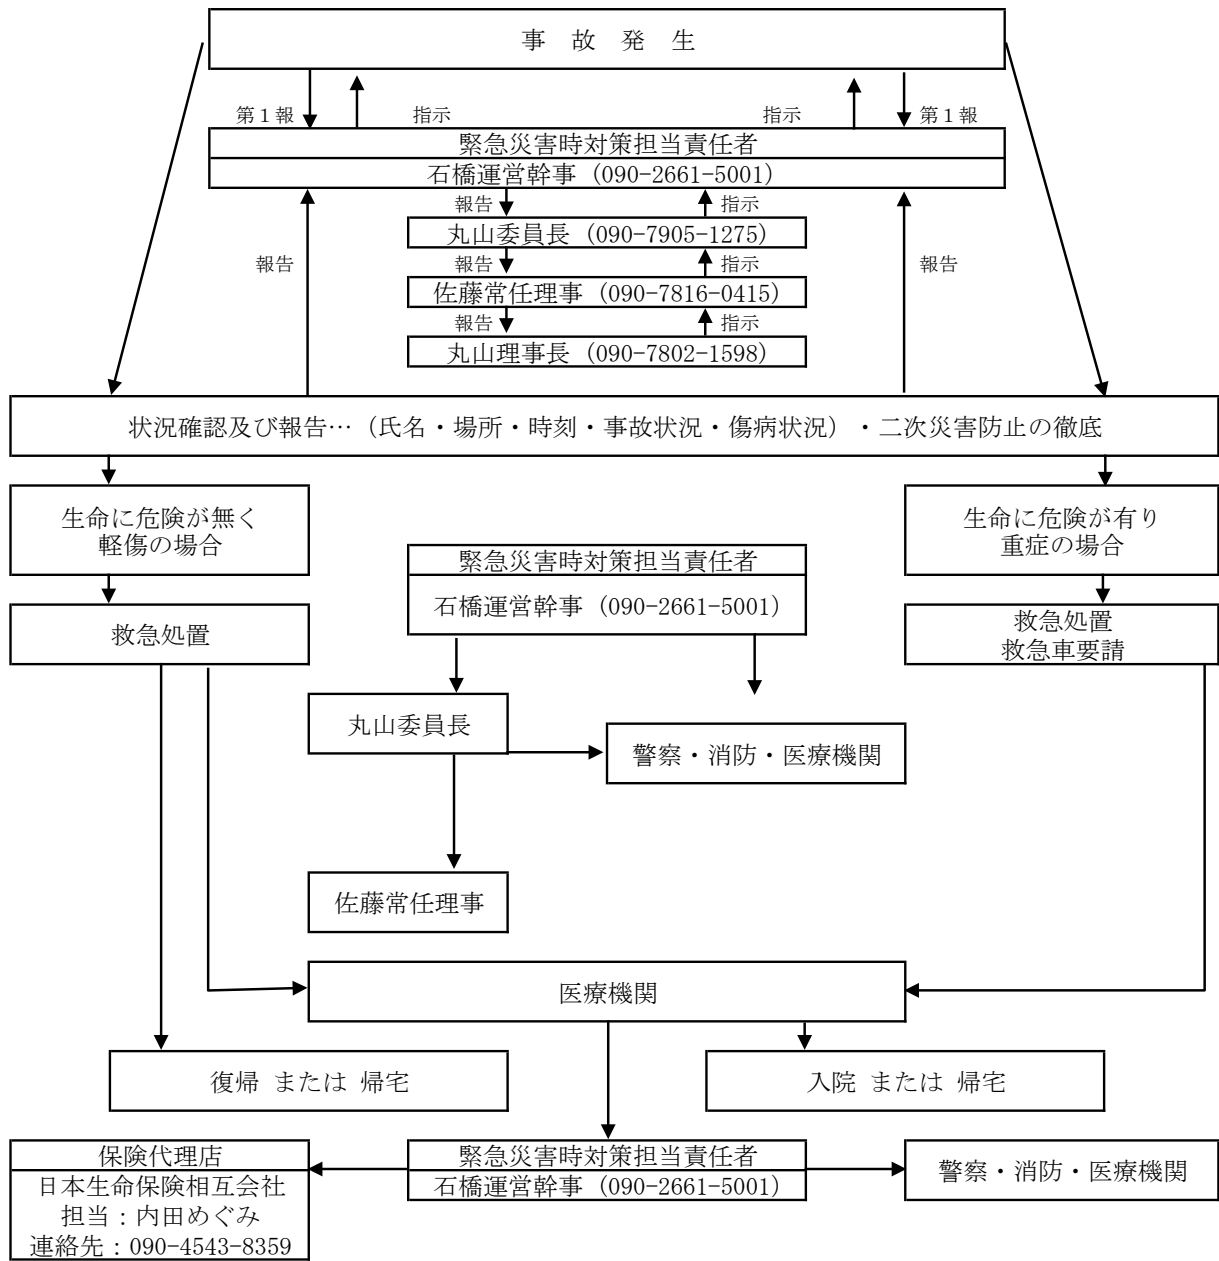 事　故　発　生
第１報
指示
指示
第１報
緊急災害時対策担当責任者
石橋運営幹事（090-2661-5001）
報告
指示
丸山委員長（090-7905-1275）
報告
報告
指示
報告
佐藤常任理事（090-7816-0415）
報告
指示
丸山理事長（090-7802-1598）
状況確認及び報告…（氏名・場所・時刻・事故状況・傷病状況）・二次災害防止の徹底
生命に危険が無く
軽傷の場合
生命に危険が有り
重症の場合
緊急災害時対策担当責任者
石橋運営幹事（090-2661-5001）
救急処置
救急処置
救急車要請
丸山委員長
警察・消防・医療機関
佐藤常任理事
医療機関
復帰 または 帰宅
入院 または 帰宅
保険代理店
日本生命保険相互会社
担当：内田めぐみ
連絡先：090-4543-8359
緊急災害時対策担当責任者
石橋運営幹事（090-2661-5001）
警察・消防・医療機関